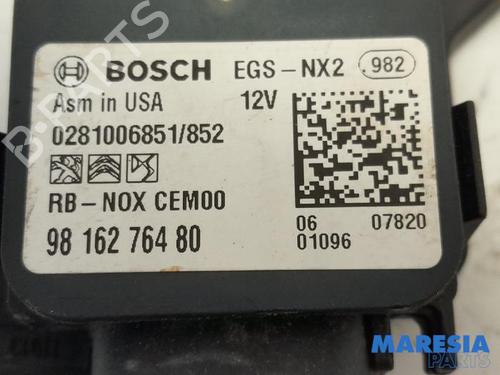 BOSCH EGS-NX2 .982
Asm in USA 12V
0281006851/852
RB-NOX CEM00
98 162 764 80
06 07820
01096
B-PARTS
MARESIA
PARTS